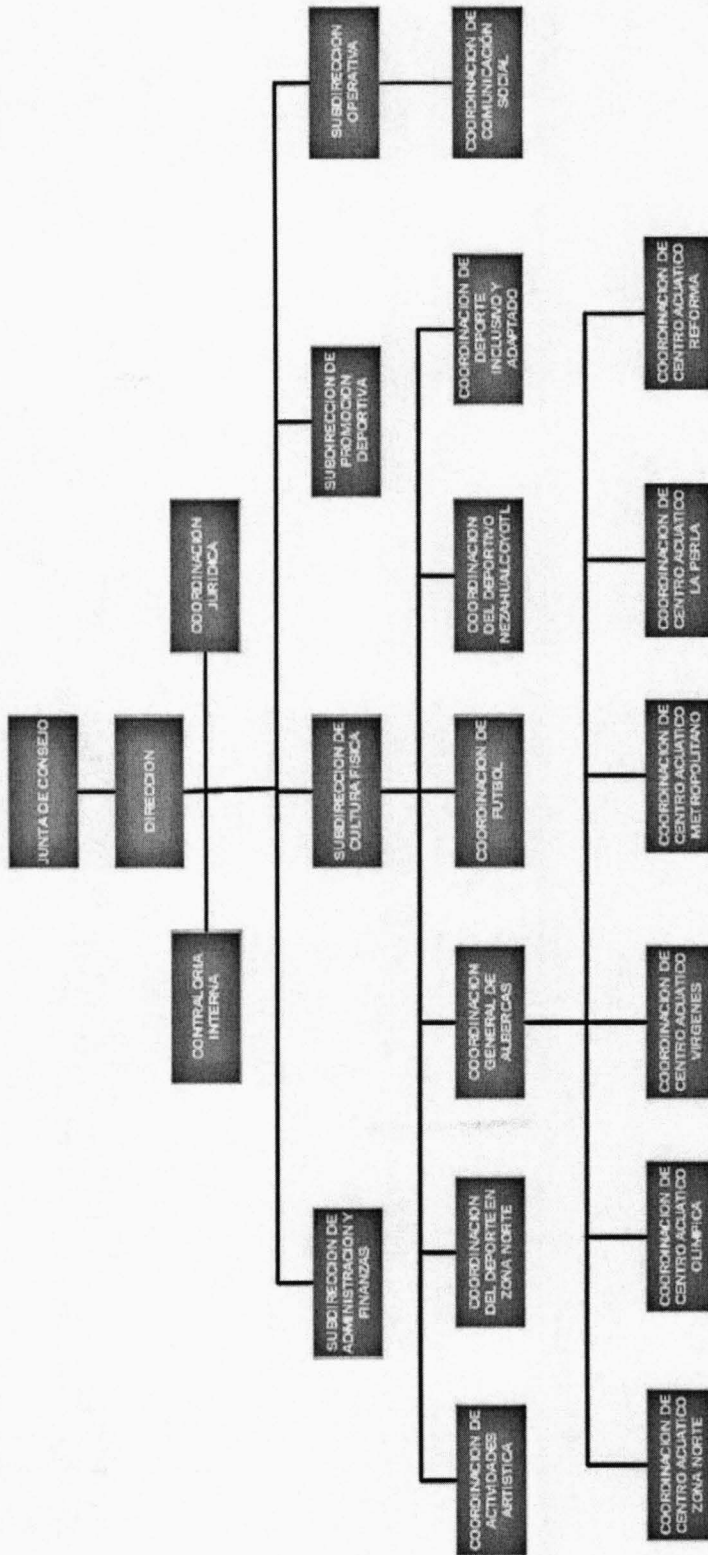 JUNTA DE CONSEJO
DIRECCION
CONTRALORIA
INTERNA
COORDINACION
JURIDICA
SUBDIRECCION DE
ADMINISTRACION Y
FINANZAS
SUBDIRECCION DE
CULTURA FISICA
SUBDIRECCION DE
PROMOCION
DEPORTIVA
SUBDIRECCION
OPERATIVA
COORDINACION DE
ACTIVIDADES
ARTISTICA
COORDINACION
DEL DEPORTE EN
ZONA NORTE
COORDINACION
GENERAL DE
ALBERCAS
COORDINACION DE
FUTBOL
COORDINACION
DEL DEPORTIVO
NEZAHUALCOYOTL
COORDINACION DE
DEPORTE
INCLUSIVO Y
ADAPTADO
COORDINACION DE
COMUNICACIÓN
SOCIAL
COORDINACION DE
CENTRO ACUATICO
ZONA NORTE
COORDINACION DE
CENTRO ACUATICO
OLIMPICA
COORDINACION DE
CENTRO ACUATICO
VIRGENES
COORDINACION DE
CENTRO ACUATICO
METROPOLITANO
COORDINACION DE
CENTRO ACUATICO
LA PERLA
COORDINACION DE
CENTRO ACUATICO
REFORMA